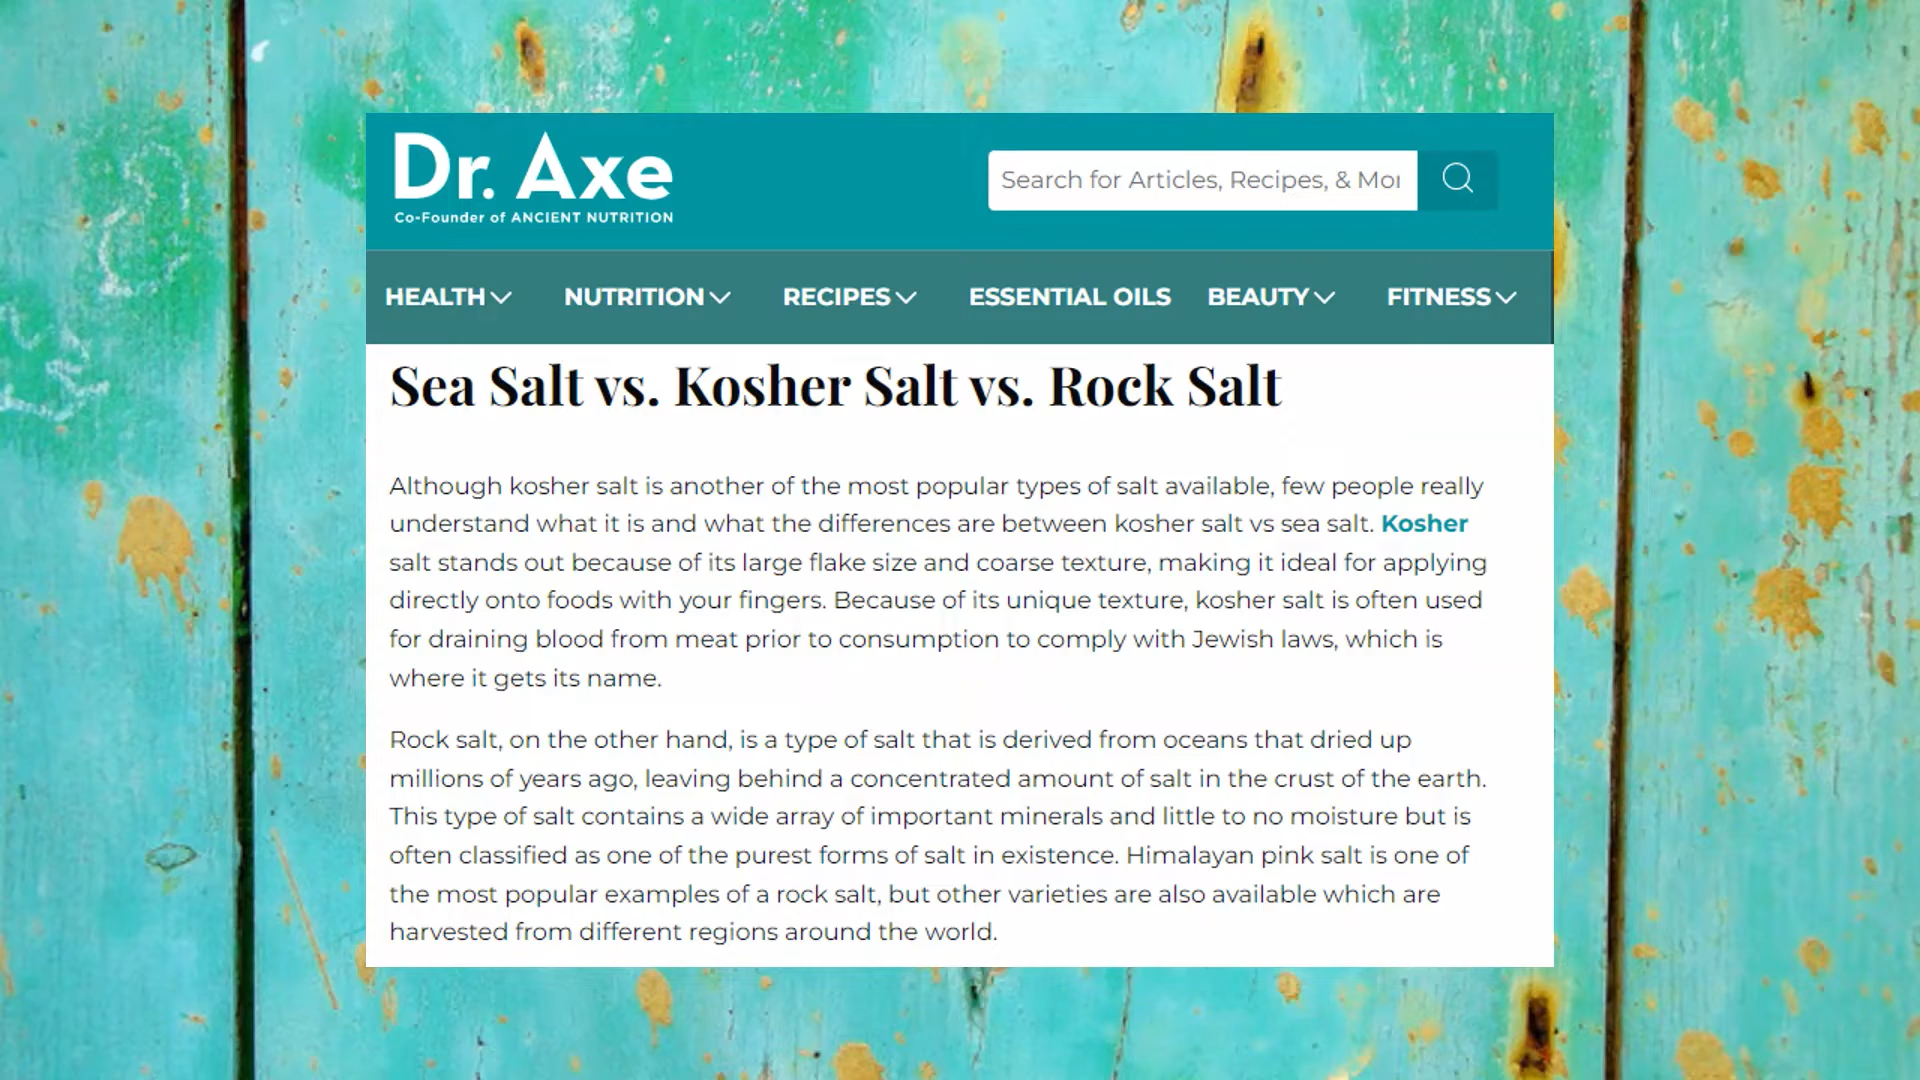 Dr. Axe
Co-Founder of ANCIENT NUTRITION
Search for Articles, Recipes, & Mor
HEALTH NUTRITION RECIPES ESSENTIAL OILS BEAUTY FITNESS
Sea Salt vs. Kosher Salt vs. Rock Salt
Although kosher salt is another of the most popular types of salt available, few people really
understand what it is and what the differences are between kosher salt vs sea salt. Kosher
salt stands out because of its large flake size and coarse texture, making it ideal for applying
directly onto foods with your fingers. Because of its unique texture, kosher salt is often used
for draining blood from meat prior to consumption to comply with Jewish laws, which is
where it gets its name.
Rock salt, on the other hand, is a type of salt that is derived from oceans that dried up
millions of years ago, leaving behind a concentrated amount of salt in the crust of the earth.
This type of salt contains a wide array of important minerals and little to no moisture but is
often classified as one of the purest forms of salt in existence. Himalayan pink salt is one of
the most popular examples of a rock salt, but other varieties are also available which are
harvested from different regions around the world.